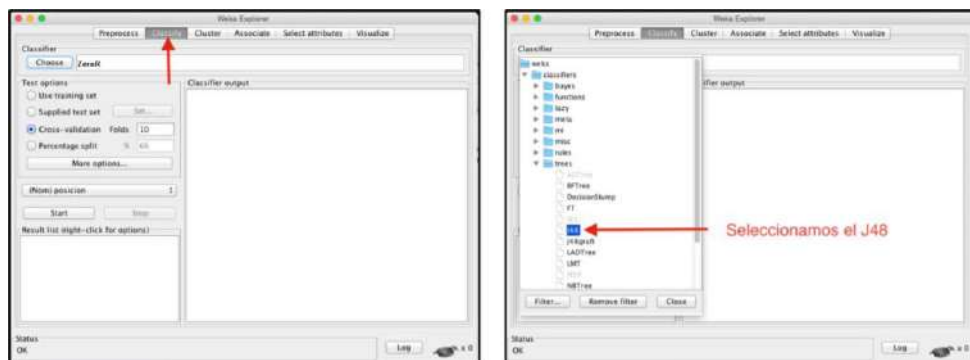 Weka Explorer
Preprocess Classify Cluster Associate Select attributes Visualize
Classifier
Choose ZeroR
Test options
Use training set
Supplied test set Set...
Cross-validation Folds 10
Percentage split % 66
More options...
(Nom) posicion
Start Stop
Result list (right-click for options)
Classifier output
Status
OK
Log x 0
Weka Explorer
Preprocess Classify Cluster Associate Select attributes Visualize
Classifier
weka
classifiers
bayes
functions
lazy
meta
mi
misc
rules
trees
ADTree
BFTree
DecisionStump
FT
J48
J48graft
LADTree
LMT
M5P
NBTree
Filter... Remove filter Close
ifier output
Seleccionamos el J48
Status
OK
Log x 0